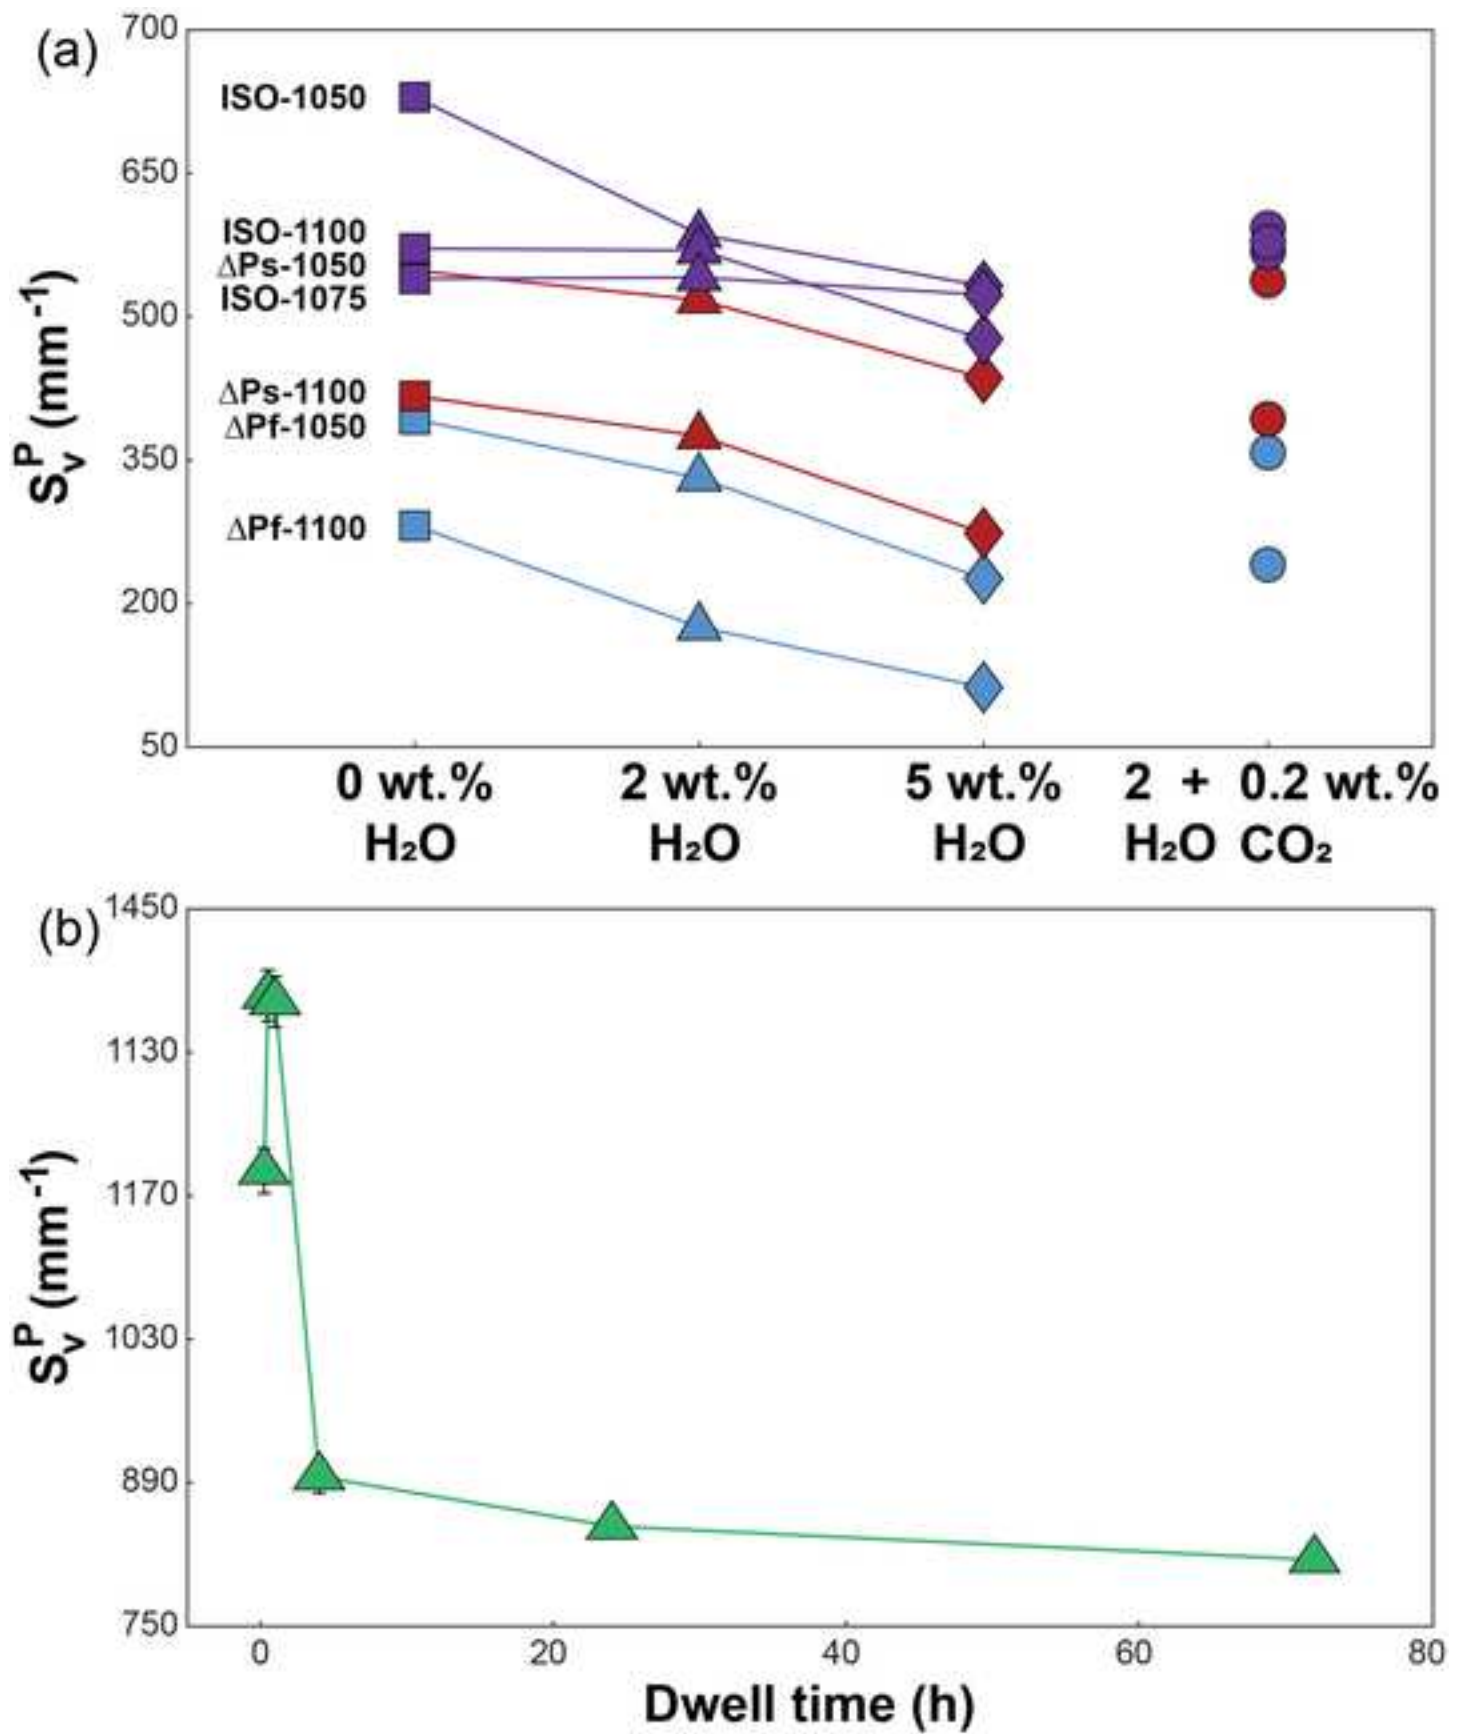 (a)
700
650
500
350
200
50
S_v^P (mm⁻¹)
ISO-1050
ISO-1100
ΔPs-1050
ISO-1075
ΔPs-1100
ΔPf-1050
ΔPf-1100
0 wt.% 2 wt.% 5 wt.% 2 + 0.2 wt.%
H₂O H₂O H₂O H₂O CO₂
(b)
1450
1130
1170
1030
890
750
S_v^P (mm⁻¹)
0 20 40 60 80
Dwell time (h)